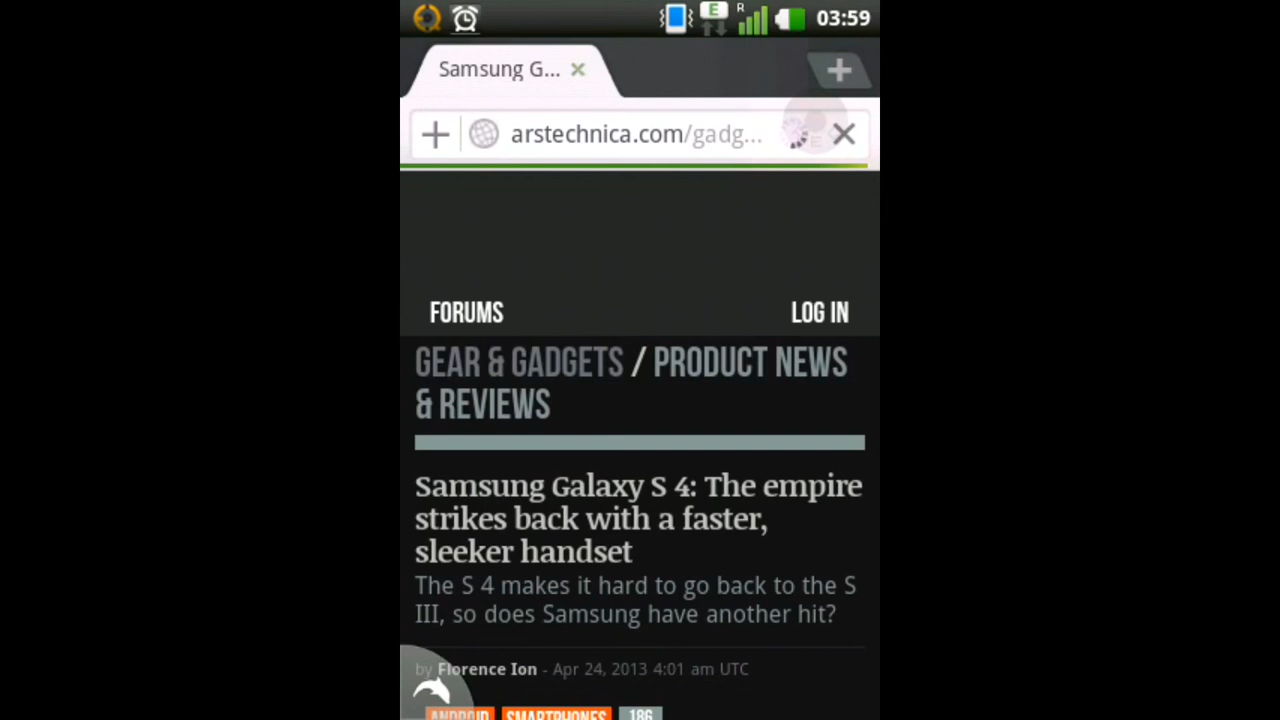 E R 03:59
Samsung G...
arstechnica.com/gadg...
FORUMS LOG IN
GEAR & GADGETS / PRODUCT NEWS
& REVIEWS
Samsung Galaxy S 4: The empire
strikes back with a faster,
sleeker handset
The S 4 makes it hard to go back to the S
III, so does Samsung have another hit?
by Florence Ion - Apr 24, 2013 4:01 am UTC
ANDROID SMARTPHONES 186